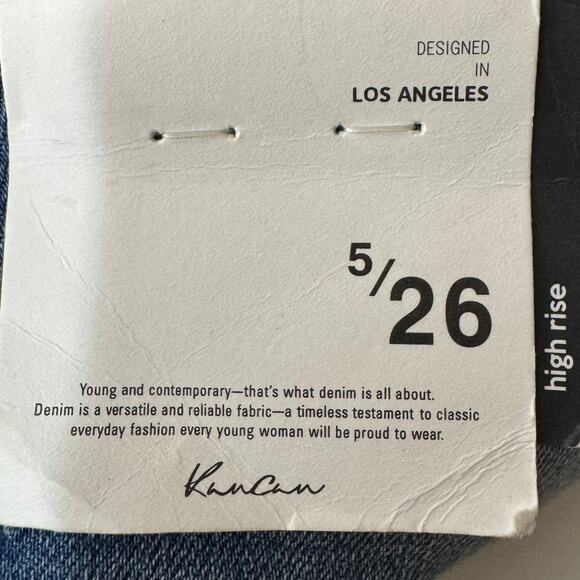 DESIGNED
IN
LOS ANGELES
5/26
high rise
Young and contemporary—that's what denim is all about.
Denim is a versatile and reliable fabric—a timeless testament to classic
everyday fashion every young woman will be proud to wear.
KanCan